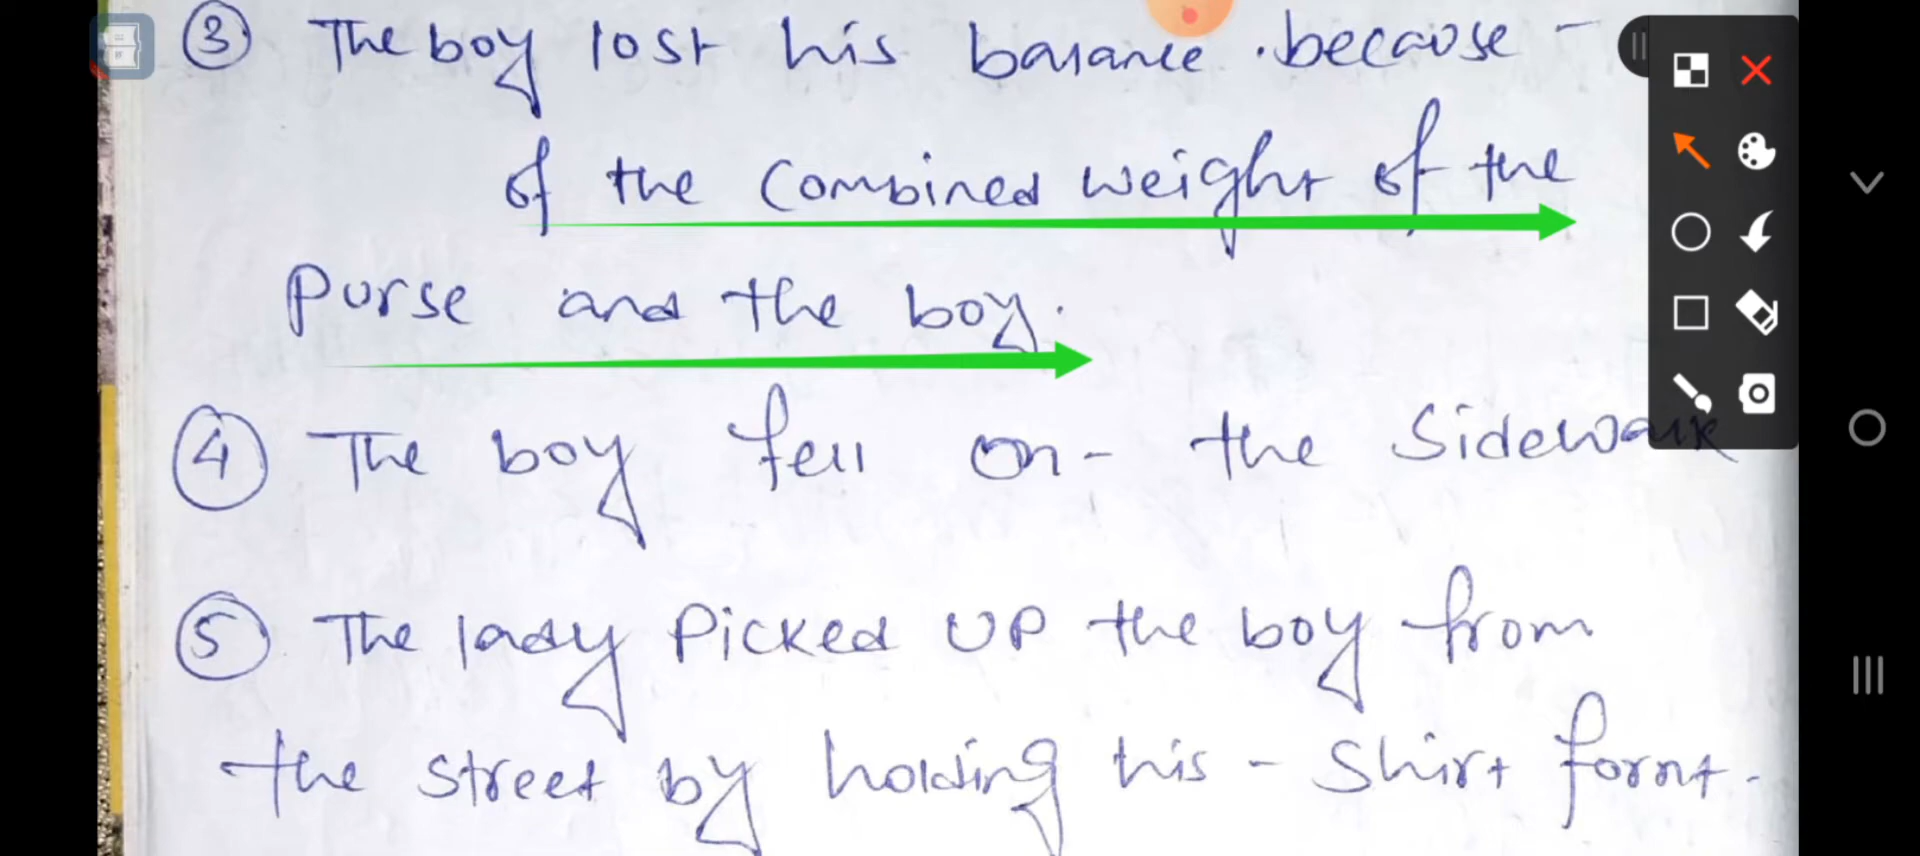 ③ The boy lost his balance. because -
of the combined weight of the
purse and the boy.
④ The boy fell on - the Sidewalk
⑤ The lady Picked UP the boy from
the street by holding his - Shirt fornt.